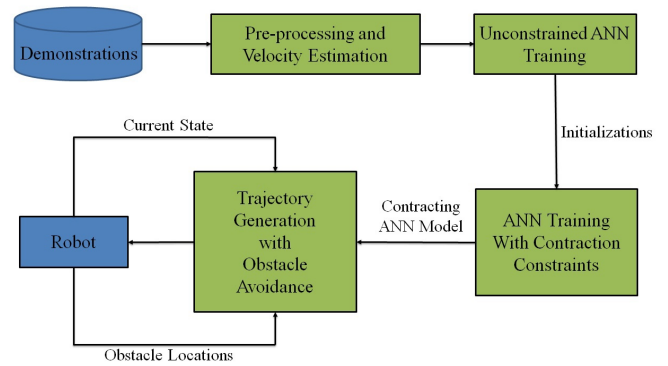 Demonstrations
Pre-processing and
Velocity Estimation
Unconstrained ANN
Training
Initializations
Current State
Trajectory
Generation
with
Obstacle
Avoidance
Contracting
ANN Model
ANN Training
With Contraction
Constraints
Robot
Obstacle Locations